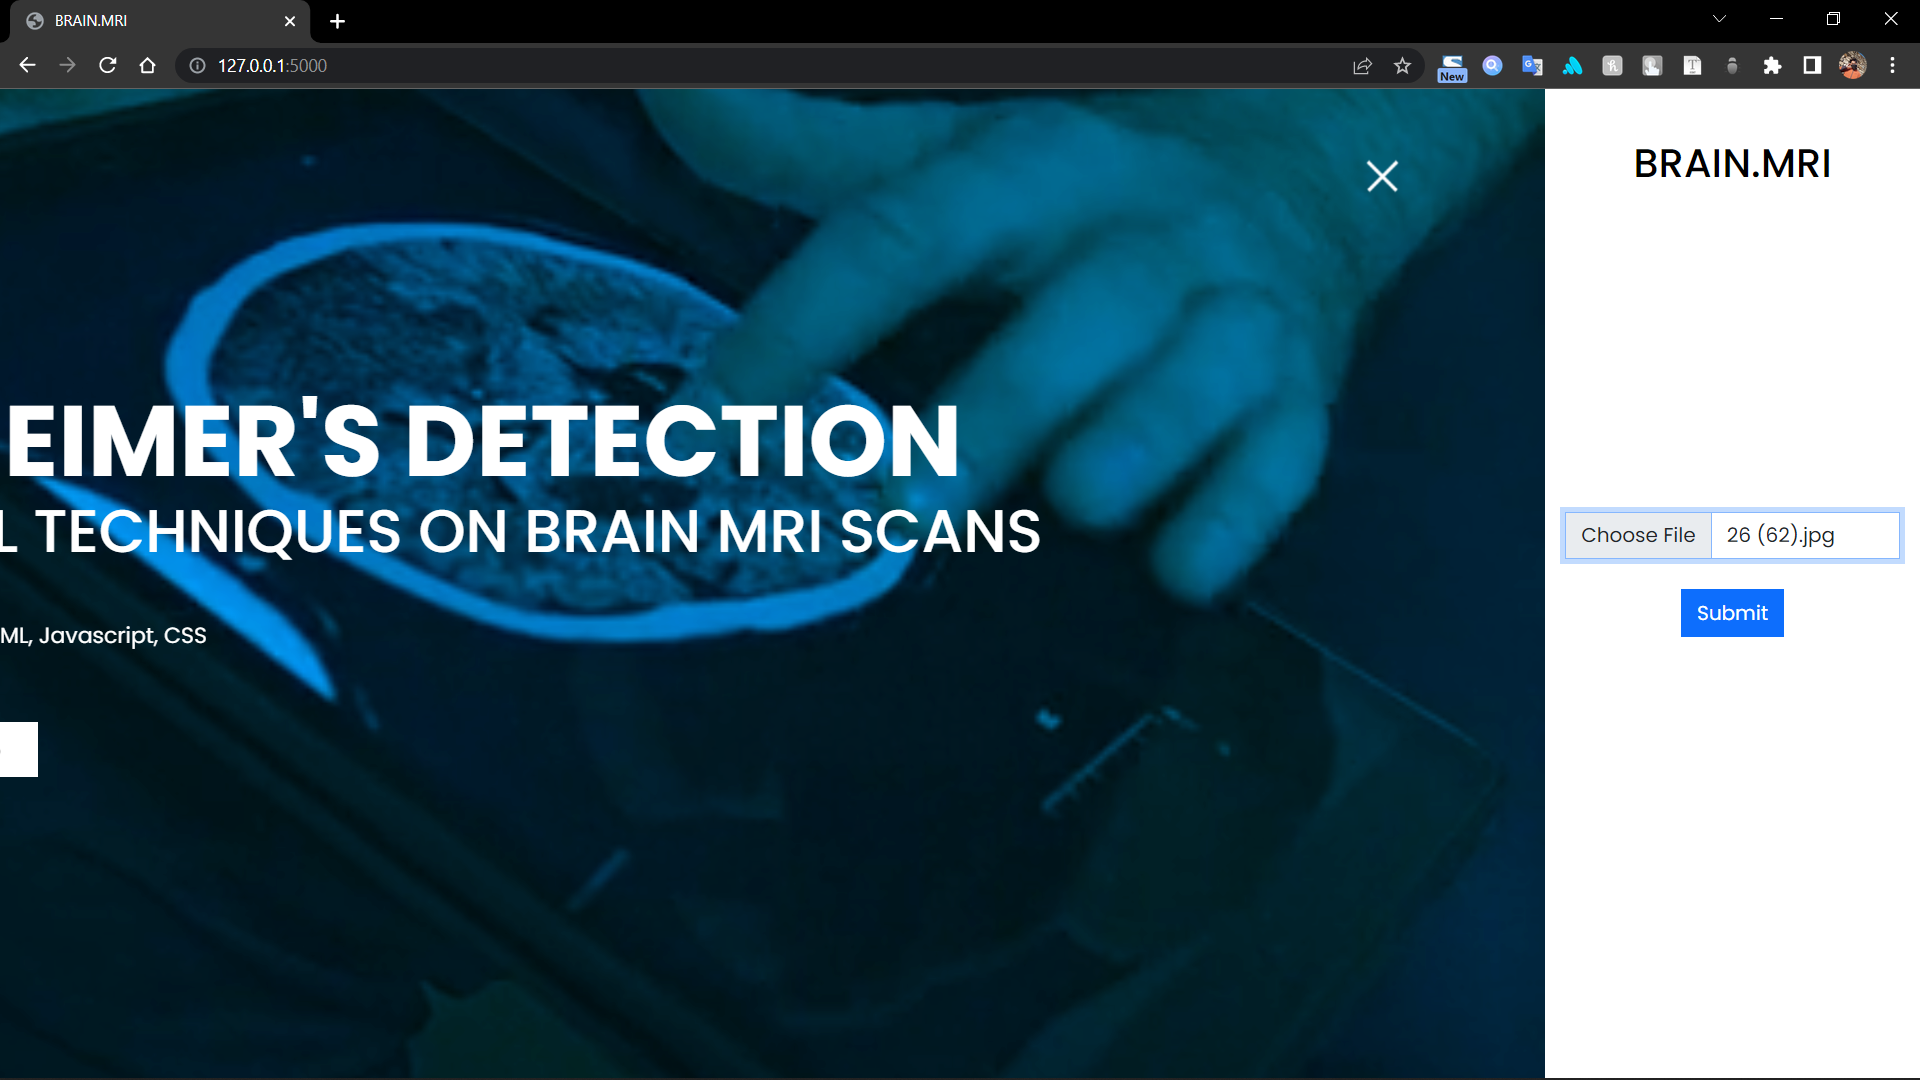 BRAIN.MRI
127.0.0.1:5000
New
BRAIN.MRI
EIMER'S DETECTION
L TECHNIQUES ON BRAIN MRI SCANS
ML, Javascript, CSS
Choose File 26 (62).jpg
Submit